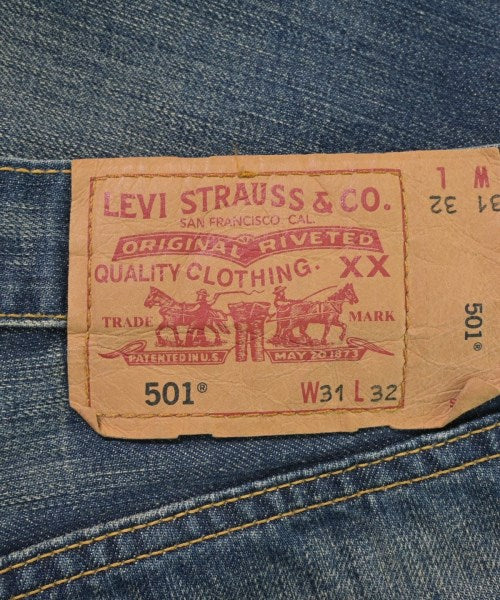 LEVI STRAUSS & CO.
SAN FRANCISCO CAL.
ORIGINAL RIVETED
QUALITY CLOTHING. XX
TRADE MARK
PATENTED IN U.S. MAY 20 1873
501® W31 L32
W L
31 32
501®